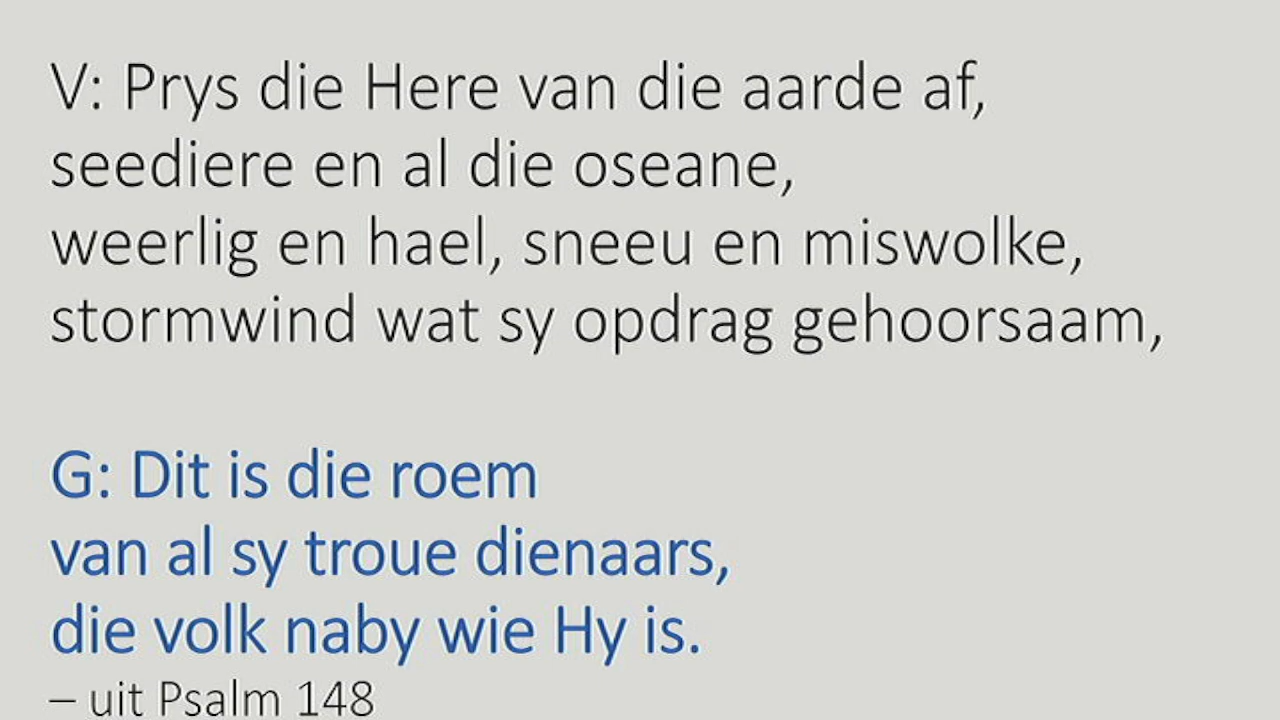 V: Prys die Here van die aarde af,
seediere en al die oseane,
weerlig en hael, sneeu en miswolke,
stormwind wat sy opdrag gehoorsaam,
G: Dit is die roem
van al sy troue dienaars,
die volk naby wie Hy is.
– uit Psalm 148